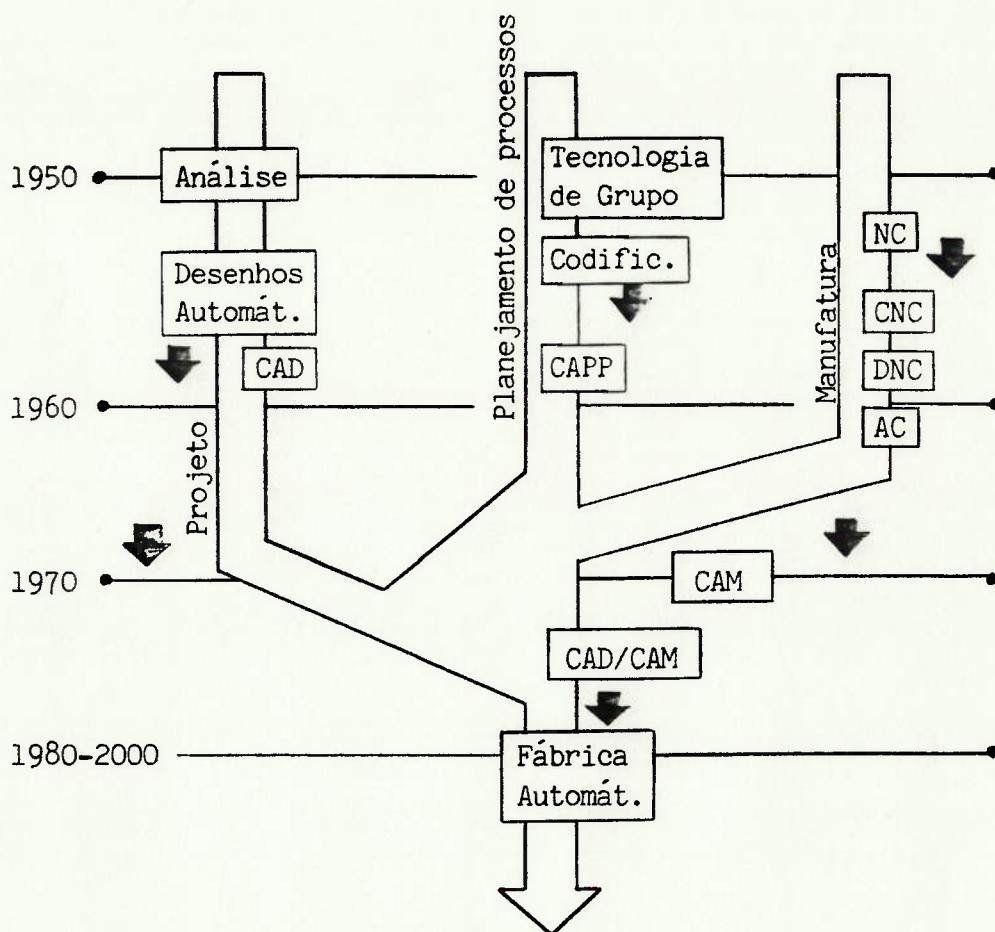 Planejamento de processos
1950
Análise
Tecnologia
de Grupo
NC
Desenhos
Automát.
Codific.
Manufatura
CNC
CAD
CAPP
DNC
1960
AC
Projeto
1970
CAM
CAD/CAM
1980-2000
Fábrica
Automát.